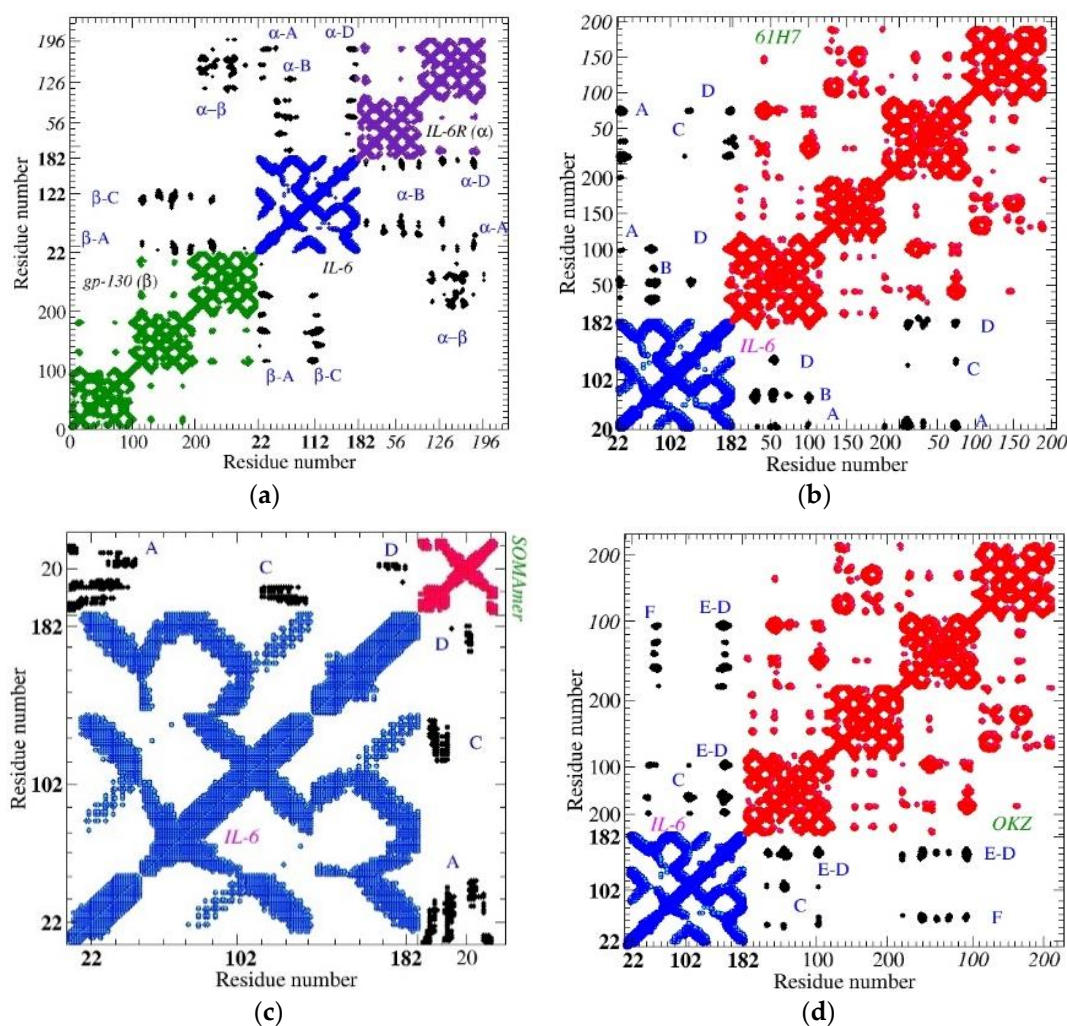 α-A α-D
196
α-B
126
α–β
56
IL-6R (α)
182
α-B α-D
122
β-C
β-A
α-A
22
gp-130 (β)
IL-6
200
α–β
100
β-A β-C
0
0 100 200 22 112 182 56 126 196
Residue number
Residue number
(a)
200
61H7
150
D
100
A
C
50
200
150
A D
100
B
50
182
IL-6
D D
102
C
B
A A
20
22 102 182 50 100 150 200 50 100 150 200
Residue number
Residue number
(b)
A D
20
C
SOMAmer
182
D
C
102
IL-6
A
22
22 102 182 20
Residue number
Residue number
(c)
200
F E-D
100
200
E-D
100
C
200
IL-6 OKZ
182
E-D E-D
102
C F
22
22 102 182 100 200 100 200
Residue number
Residue number
(d)